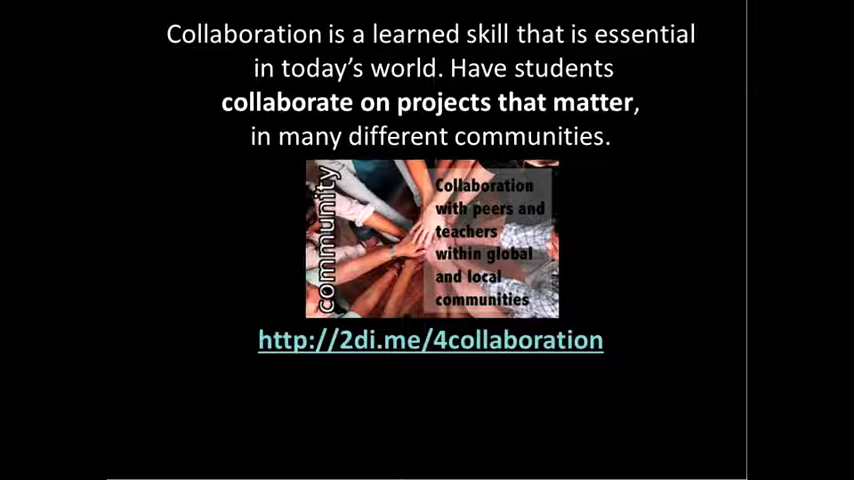 Collaboration is a learned skill that is essential
in today’s world. Have students
collaborate on projects that matter,
in many different communities.
community
Collaboration
with peers and
teachers
within global
and local
communities
http://2di.me/4collaboration